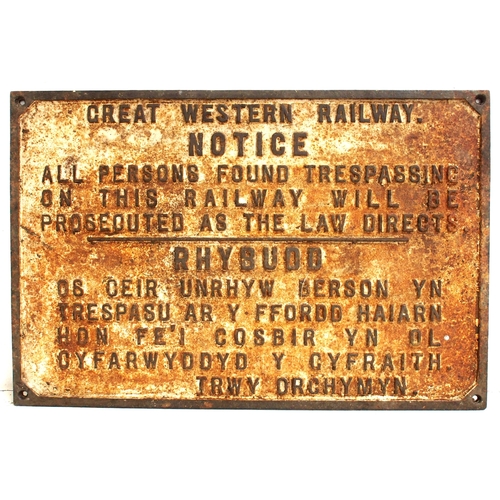 GREAT WESTERN RAILWAY.
NOTICE
ALL PERSONS FOUND TRESPASSING
ON THIS RAILWAY WILL BE
PROSECUTED AS THE LAW DIRECTS.
RHYBUDD
OS CEIR UNRHYW BERSON YN
TRESPASU AR Y FFORDD HAIARN
HON FE'I COSBIR YN OL
CYFARWYDDYD Y GYFRAITH.
TRWY ORCHYMYN.